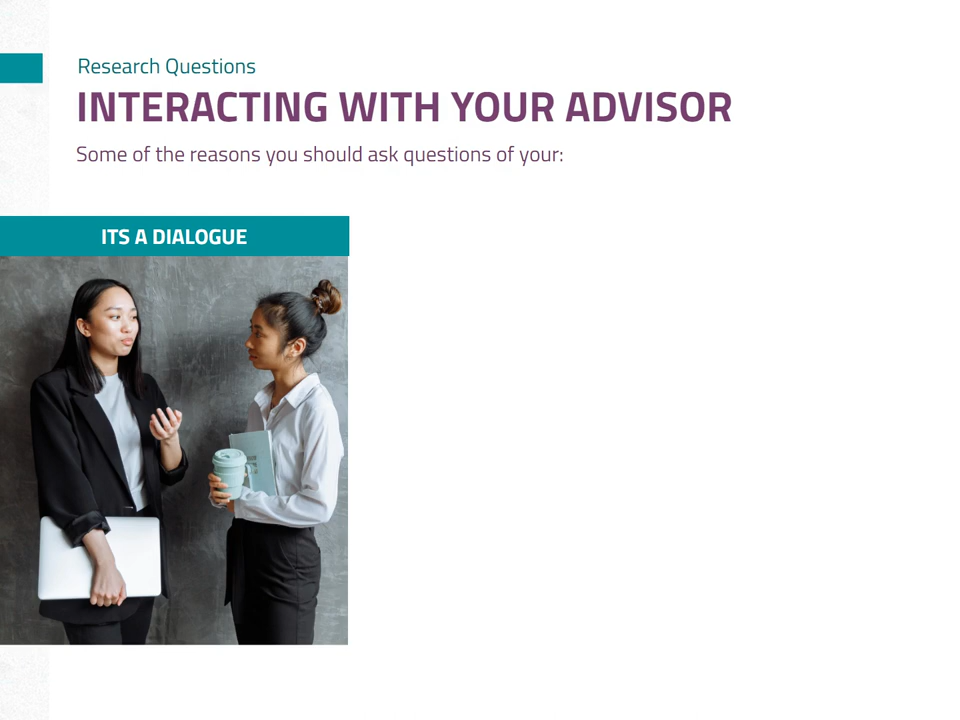 Research Questions
INTERACTING WITH YOUR ADVISOR
Some of the reasons you should ask questions of your:
ITS A DIALOGUE